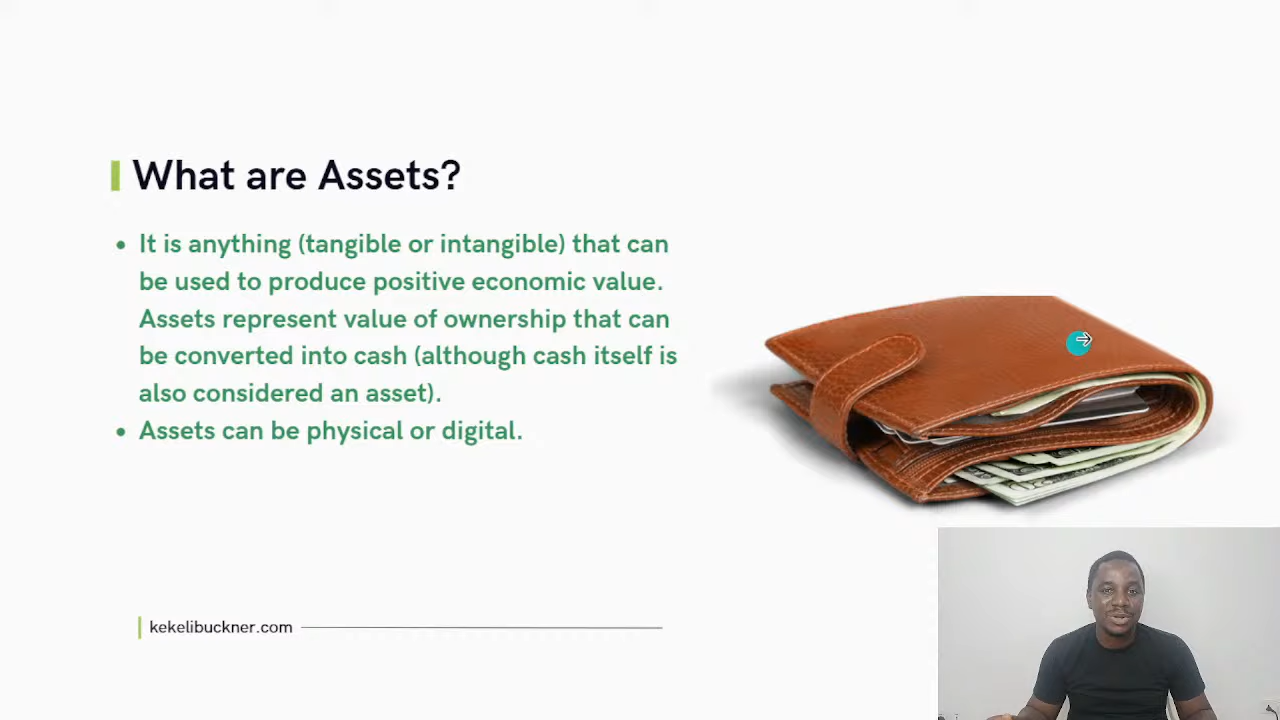 What are Assets?
• It is anything (tangible or intangible) that can
be used to produce positive economic value.
Assets represent value of ownership that can
be converted into cash (although cash itself is
also considered an asset).
• Assets can be physical or digital.
kekelibuckner.com